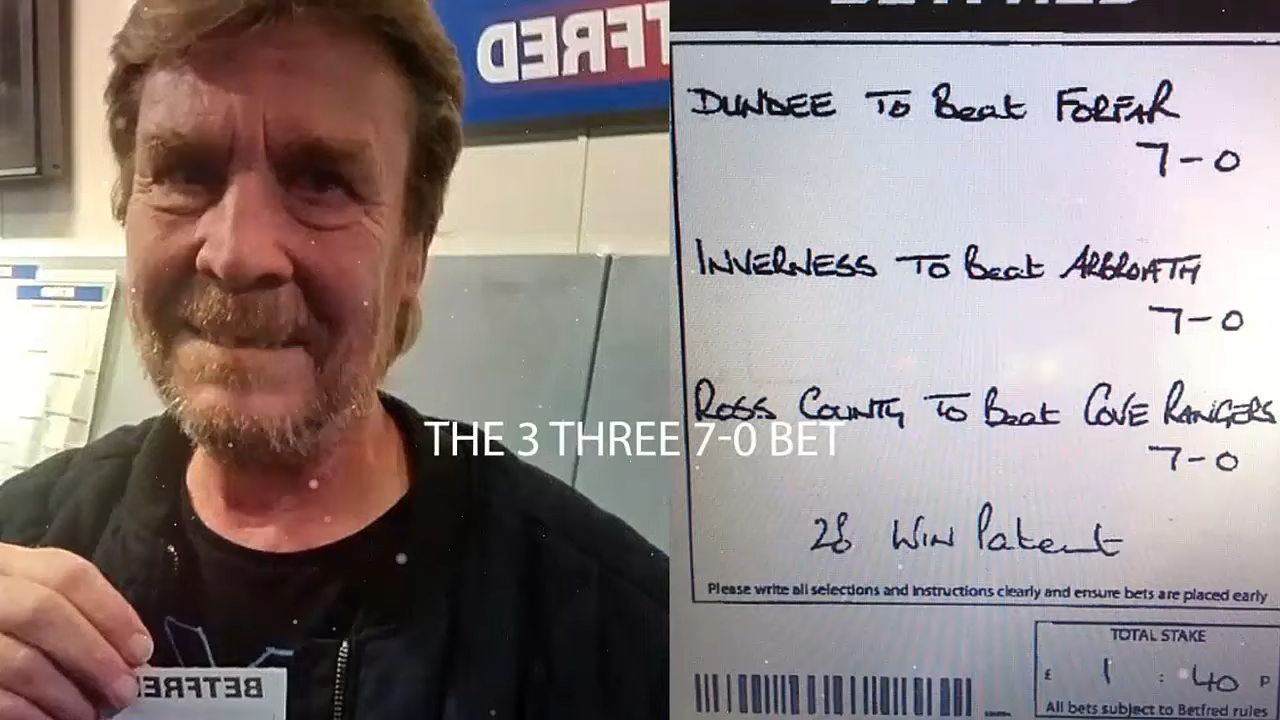 BETFRED
BETFRED
DUNDEE TO Beat FORFAR
7-0
INVERNESS TO Beat ARBROATH
7-0
ROSS COUNTY TO Beat COVE RANGERS
7-0
THE 3 THREE 7-0 BET
WIN Patent
Please write all selections and instructions clearly and ensure bets are placed early
TOTAL STAKE
£ 1 : 40 P
All bets subject to Betfred rules